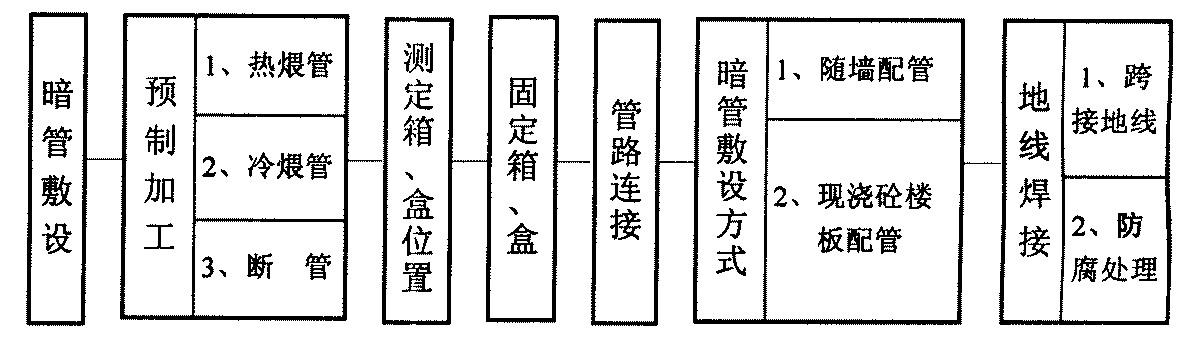 暗管敷设
预制加工
1、热煨管
2、冷煨管
3、断 管
测定箱、盒位置
固定箱、盒
管路连接
暗管敷设方式
1、随墙配管
2、现浇砼楼
板配管
地线焊接
1、跨
接地线
2、防
腐处理